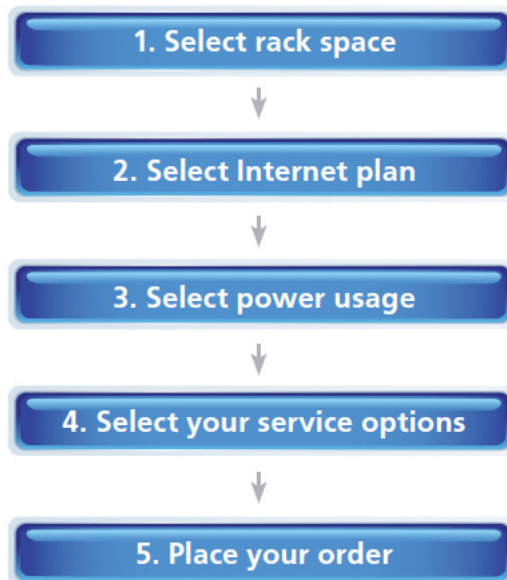 1. Select rack space
2. Select Internet plan
3. Select power usage
4. Select your service options
5. Place your order